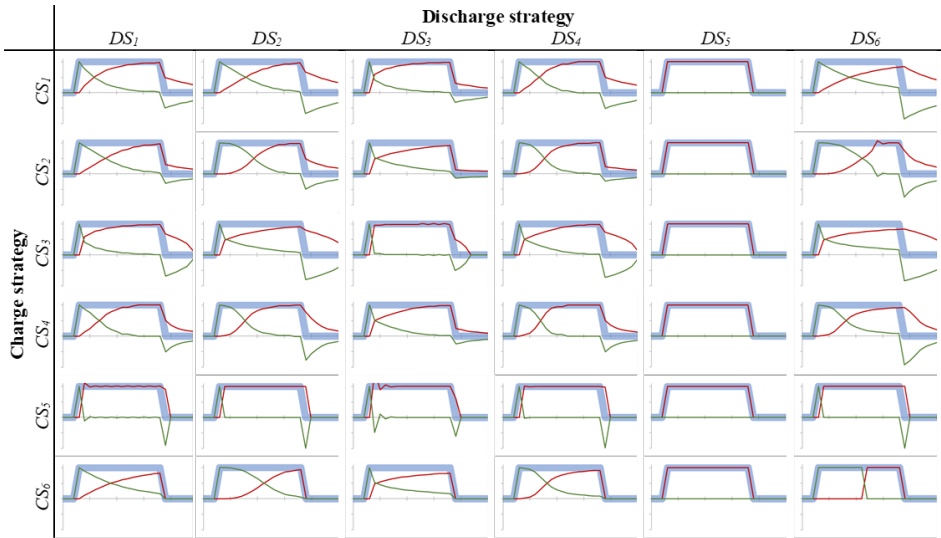 Discharge strategy
DS1 DS2 DS3 DS4 DS5 DS6
Charge strategy
CS1
CS2
CS3
CS4
CS5
CS6